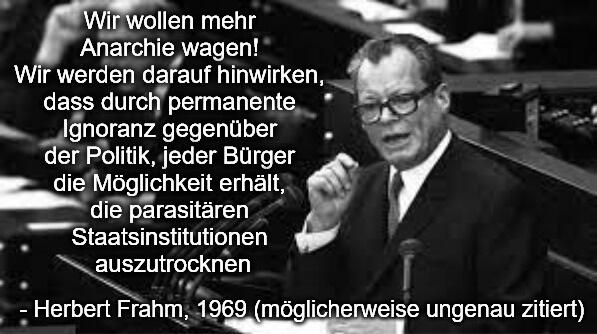 Wir wollen mehr
Anarchie wagen!
Wir werden darauf hinwirken,
dass durch permanente
Ignoranz gegenüber
der Politik, jeder Bürger
die Möglichkeit erhält,
die parasitären
Staatsinstitutionen
auszutrocknen
- Herbert Frahm, 1969 (möglicherweise ungenau zitiert)